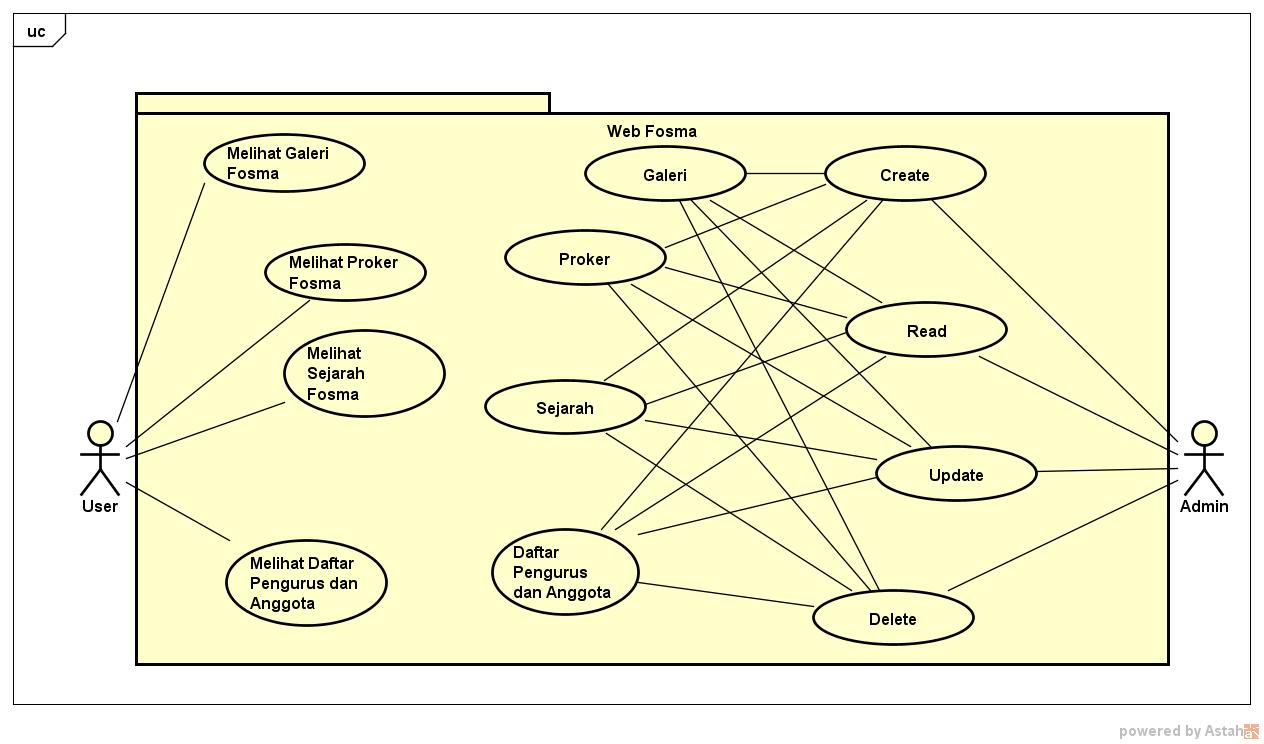 uc
Web Fosma
Melihat Galeri
Fosma
Melihat Proker
Fosma
Melihat
Sejarah
Fosma
Melihat Daftar
Pengurus dan
Anggota
User
Galeri
Proker
Sejarah
Daftar
Pengurus
dan Anggota
Create
Read
Update
Delete
Admin
powered by Astah